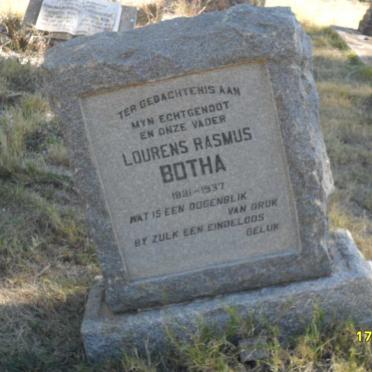 TER GEDACHTENIS AAN
MYN ECHTGENOOT
EN ONZE VADER
LOURENS RASMUS
BOTHA
1881-1937
WAT IS EEN OOGENBLIK
VAN DRUK
BY ZULK EEN EINDELOOS
GELUK
17